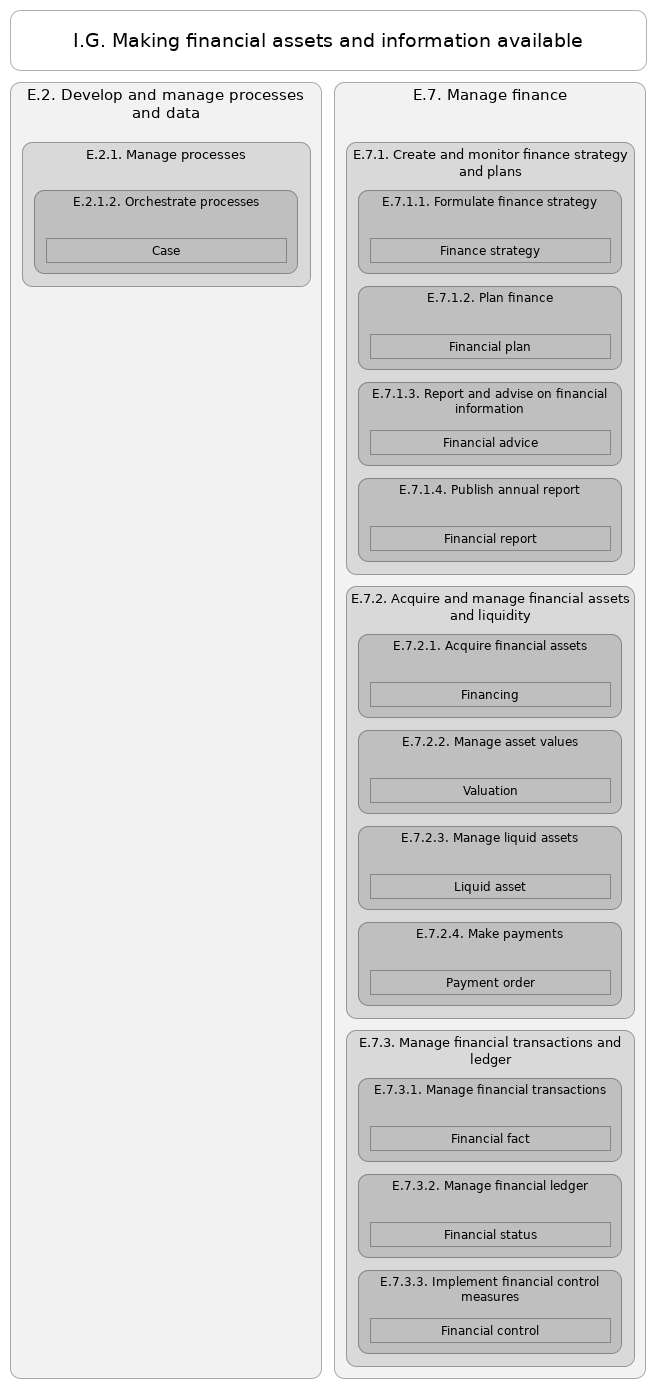 I.G. Making financial assets and information available
E.2. Develop and manage processes
and data
E.2.1. Manage processes
E.2.1.2. Orchestrate processes
Case
E.7. Manage finance
E.7.1. Create and monitor finance strategy
and plans
E.7.1.1. Formulate finance strategy
Finance strategy
E.7.1.2. Plan finance
Financial plan
E.7.1.3. Report and advise on financial
information
Financial advice
E.7.1.4. Publish annual report
Financial report
E.7.2. Acquire and manage financial assets
and liquidity
E.7.2.1. Acquire financial assets
Financing
E.7.2.2. Manage asset values
Valuation
E.7.2.3. Manage liquid assets
Liquid asset
E.7.2.4. Make payments
Payment order
E.7.3. Manage financial transactions and
ledger
E.7.3.1. Manage financial transactions
Financial fact
E.7.3.2. Manage financial ledger
Financial status
E.7.3.3. Implement financial control
measures
Financial control